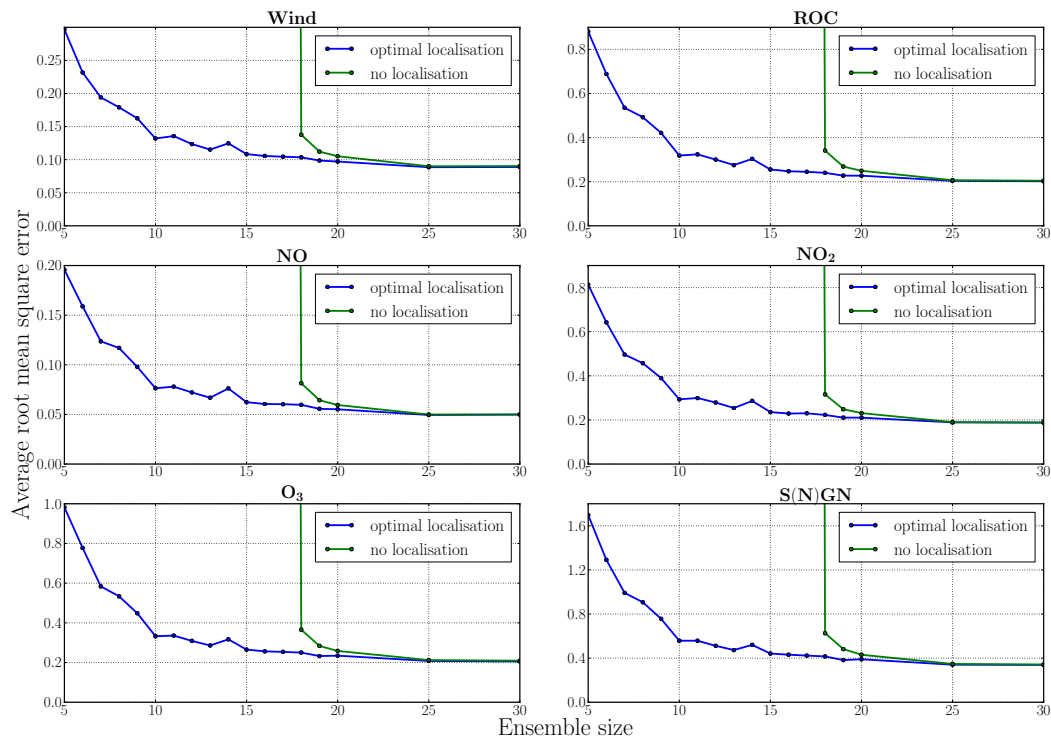 Wind
optimal localisation
no localisation
0.25
0.20
0.15
0.10
0.05
0.00
5 10 15 20 25 30
ROC
optimal localisation
no localisation
0.8
0.6
0.4
0.2
0.0
5 10 15 20 25 30
NO
optimal localisation
no localisation
0.20
0.15
0.10
0.05
0.00
5 10 15 20 25 30
NO₂
optimal localisation
no localisation
0.8
0.6
0.4
0.2
0.0
5 10 15 20 25 30
O₃
optimal localisation
no localisation
1.0
0.8
0.6
0.4
0.2
0.0
5 10 15 20 25 30
S(N)GN
optimal localisation
no localisation
1.6
1.2
0.8
0.4
0.0
5 10 15 20 25 30
Average root mean square error
Ensemble size